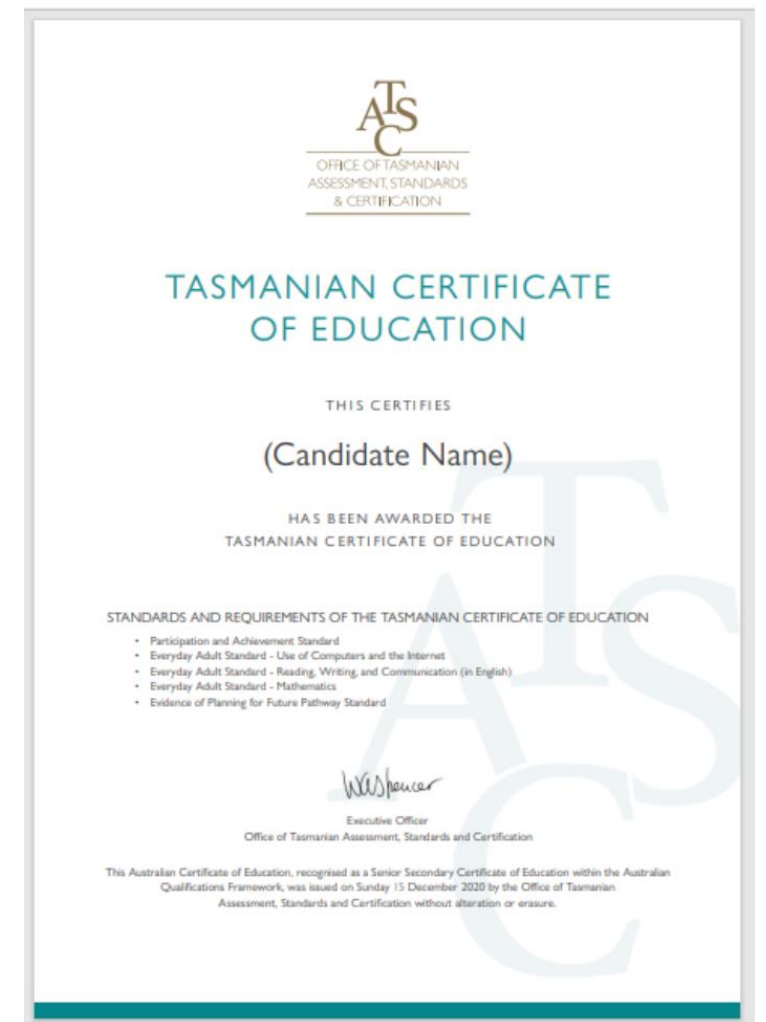 TASC
OFFICE OF TASMANIAN
ASSESSMENT, STANDARDS
& CERTIFICATION
TASMANIAN CERTIFICATE
OF EDUCATION
THIS CERTIFIES
(Candidate Name)
HAS BEEN AWARDED THE
TASMANIAN CERTIFICATE OF EDUCATION
STANDARDS AND REQUIREMENTS OF THE TASMANIAN CERTIFICATE OF EDUCATION
• Participation and Achievement Standard
• Everyday Adult Standard - Use of Computers and the Internet
• Everyday Adult Standard - Reading, Writing, and Communication (in English)
• Everyday Adult Standard - Mathematics
• Evidence of Planning for Future Pathway Standard
Executive Officer
Office of Tasmanian Assessment, Standards and Certification
This Australian Certificate of Education, recognised as a Senior Secondary Certificate of Education within the Australian
Qualifications Framework, was issued on Sunday 15 December 2020 by the Office of Tasmanian
Assessment, Standards and Certification without alteration or erasure.
TASC